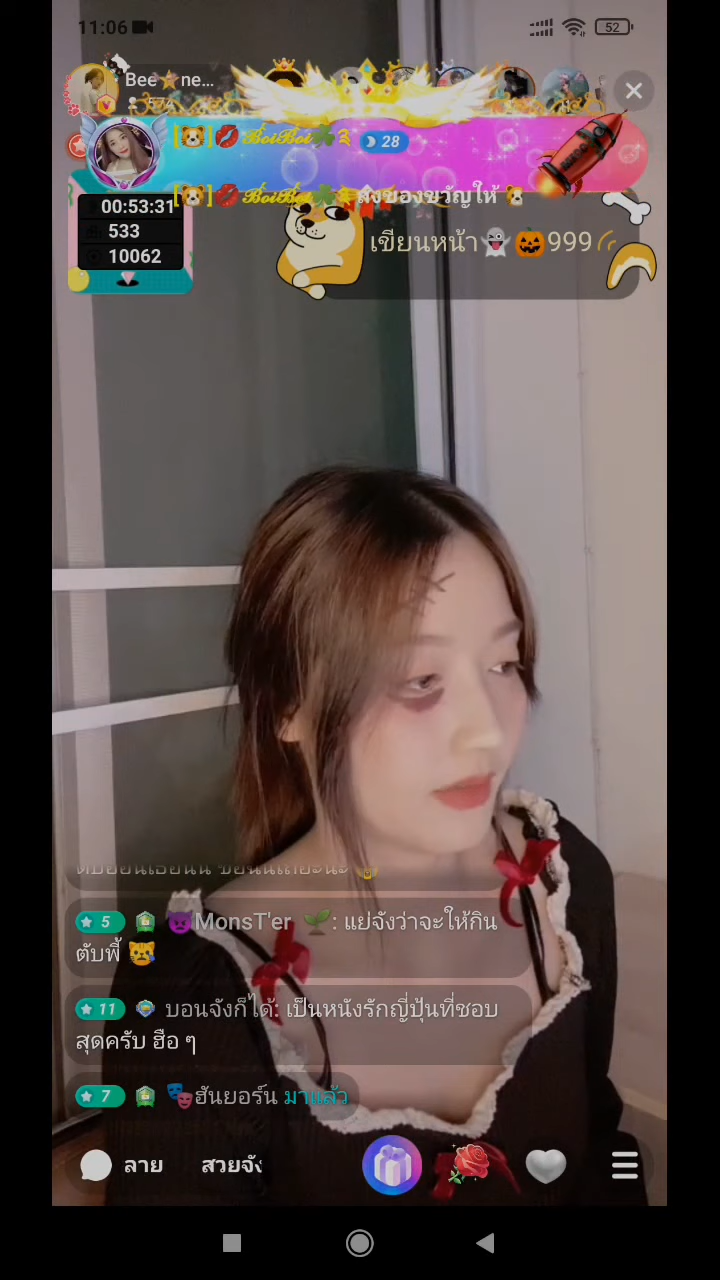 11:06
52
Bee⭐ne...
[🐻]💋ℬℴ𝒾ℬℴ𝒾☘️
28
[🐻]💋ℬℴ𝒾ℬℴ𝒾☘️ ส่งของขวัญให้ 🐻
00:53:31
533
10062
เขียนหน้า👻🎃999
5 😈MonsT'er 🌱: แย่จังว่าจะให้กิน
ตับพี้ 😿
11 บอนจังก็ได้: เป็นหนังรักญี่ปุ่นที่ชอบ
สุดครับ ฮือ ๆ
7 🎭ฮันยอร์น มาแล้ว
ลาย สวยจัง